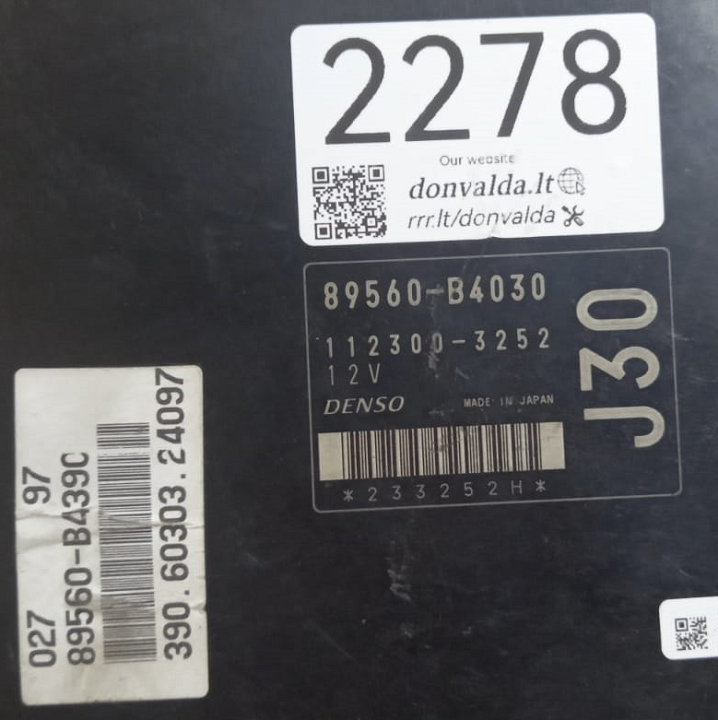 2278
Our website
donvalda.lt
rrr.lt/donvalda
89560-B4030
112300-3252
12V
DENSO MADE IN JAPAN
*233252H*
J30
027 97
89560-B439C
390.60303.24097